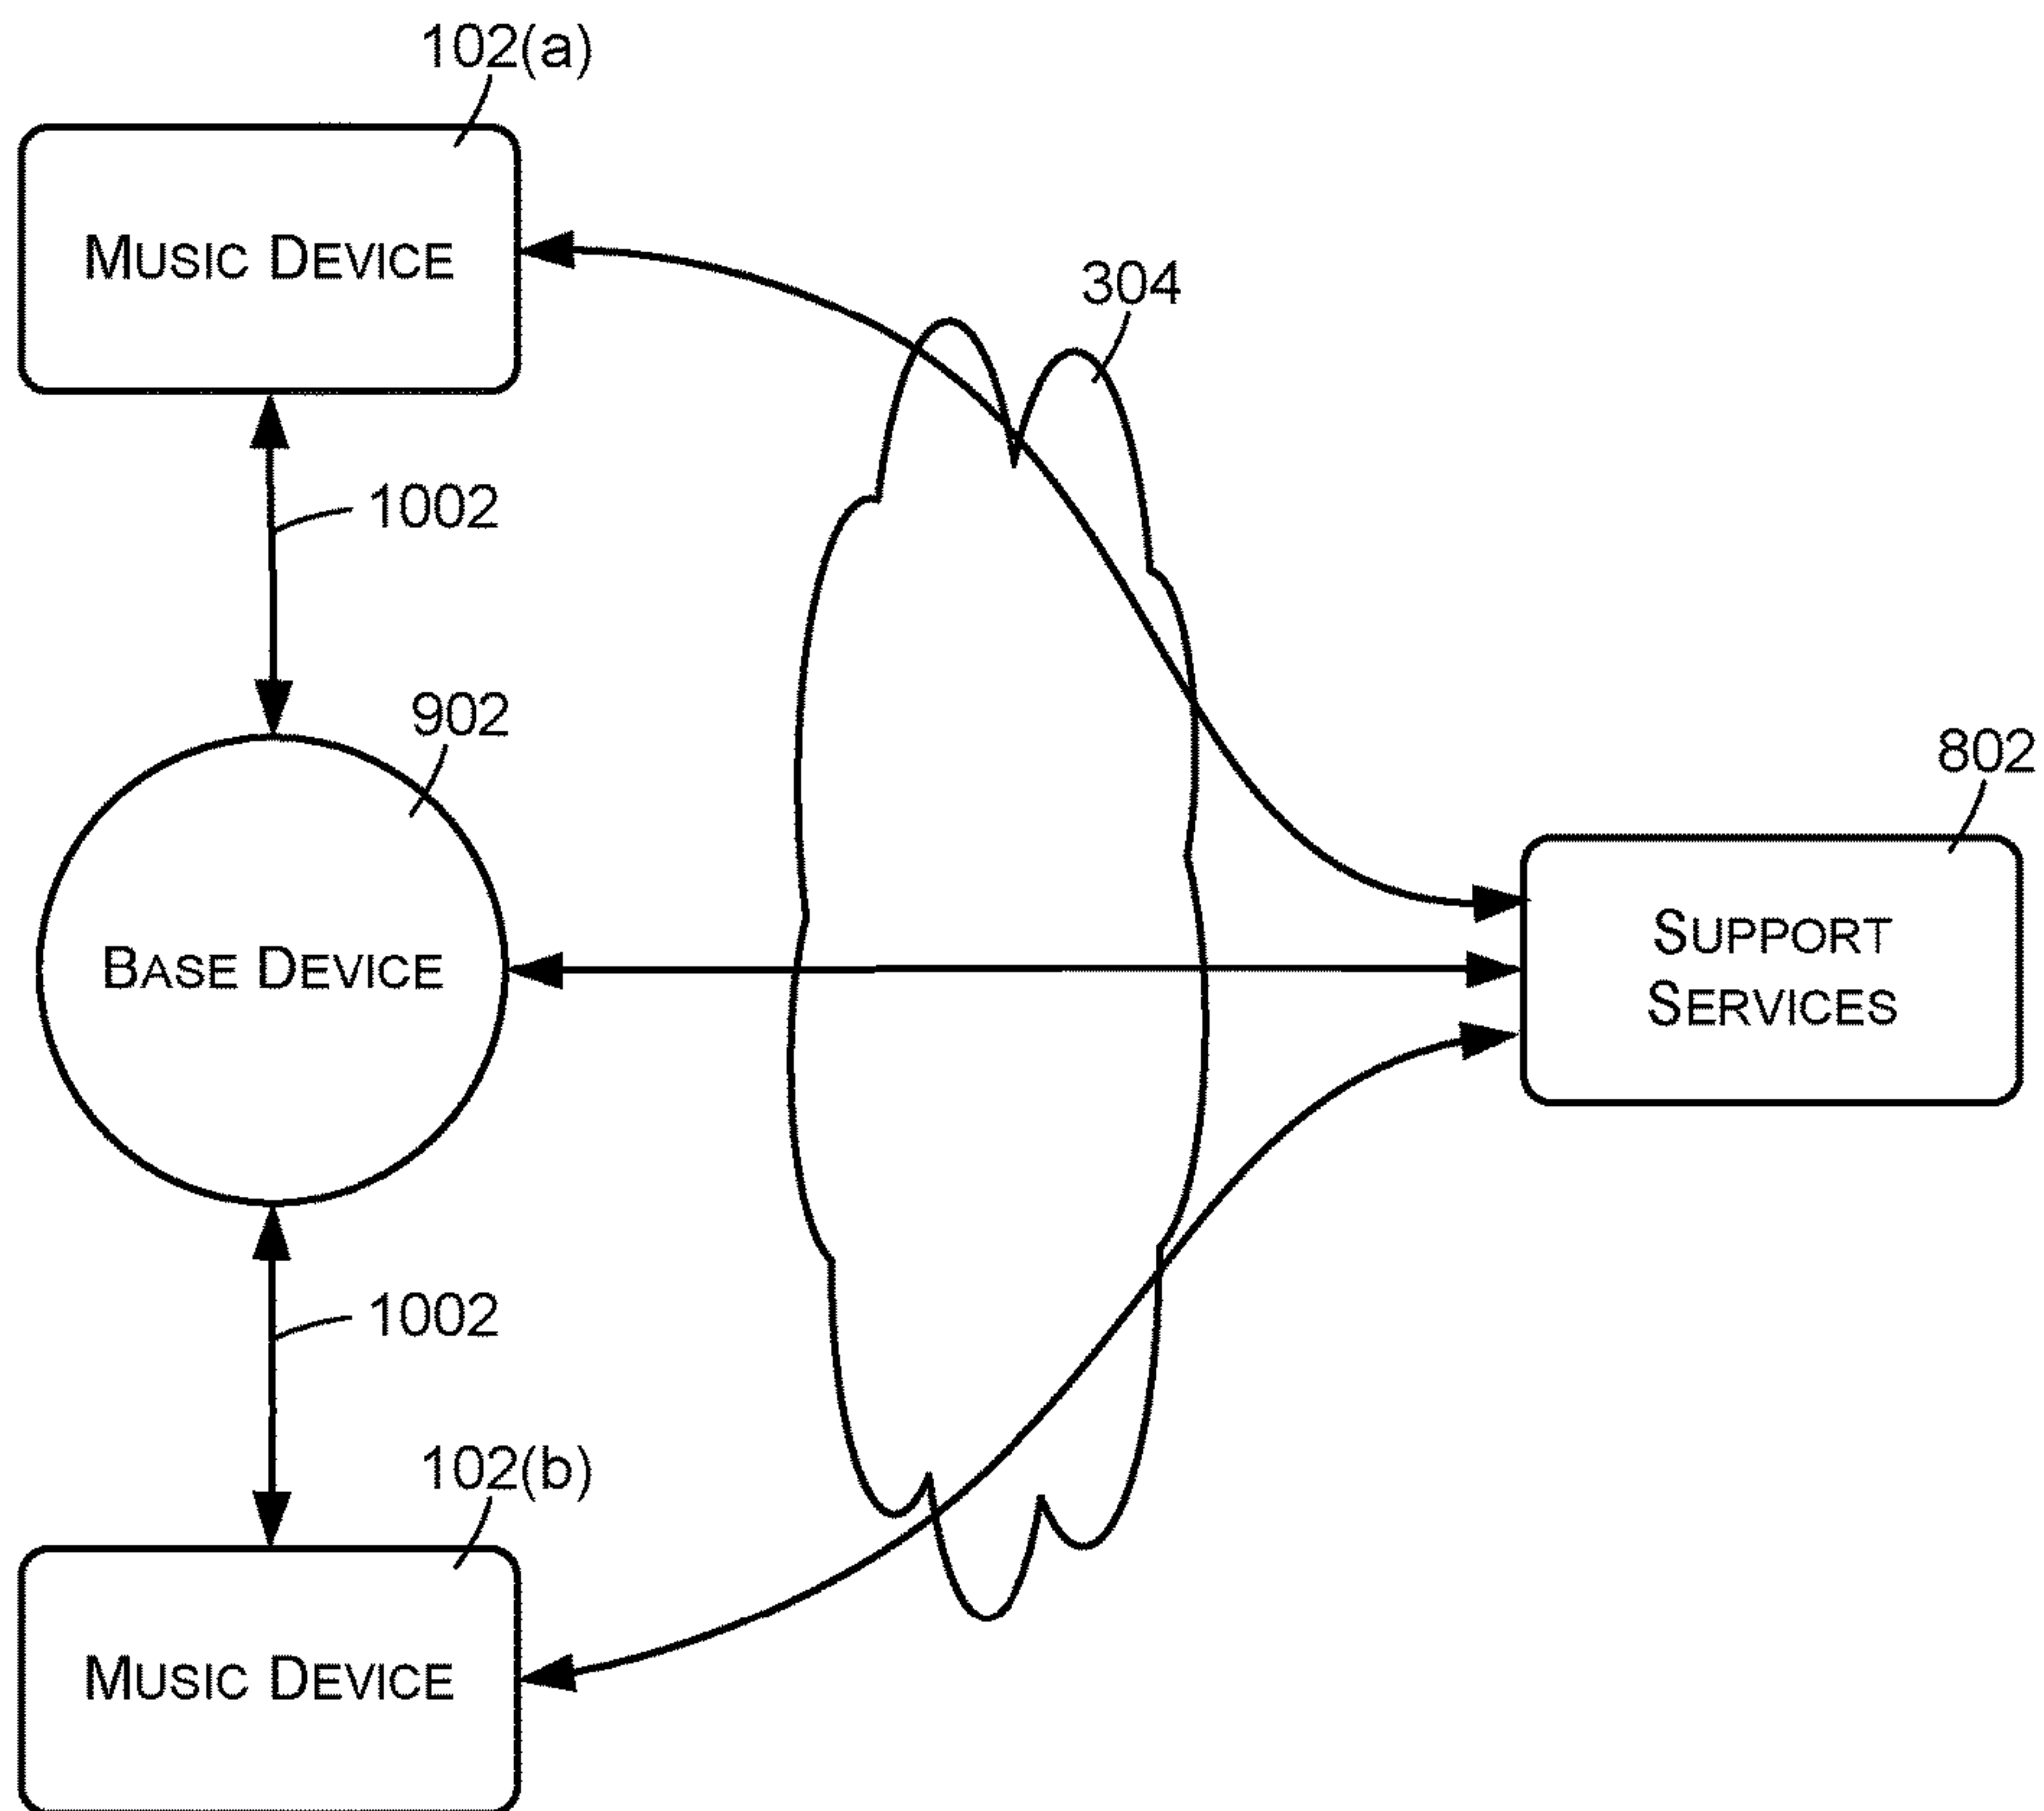 102(a)
MUSIC DEVICE
304
1002
902
802
BASE DEVICE
SUPPORT
SERVICES
1002
102(b)
MUSIC DEVICE